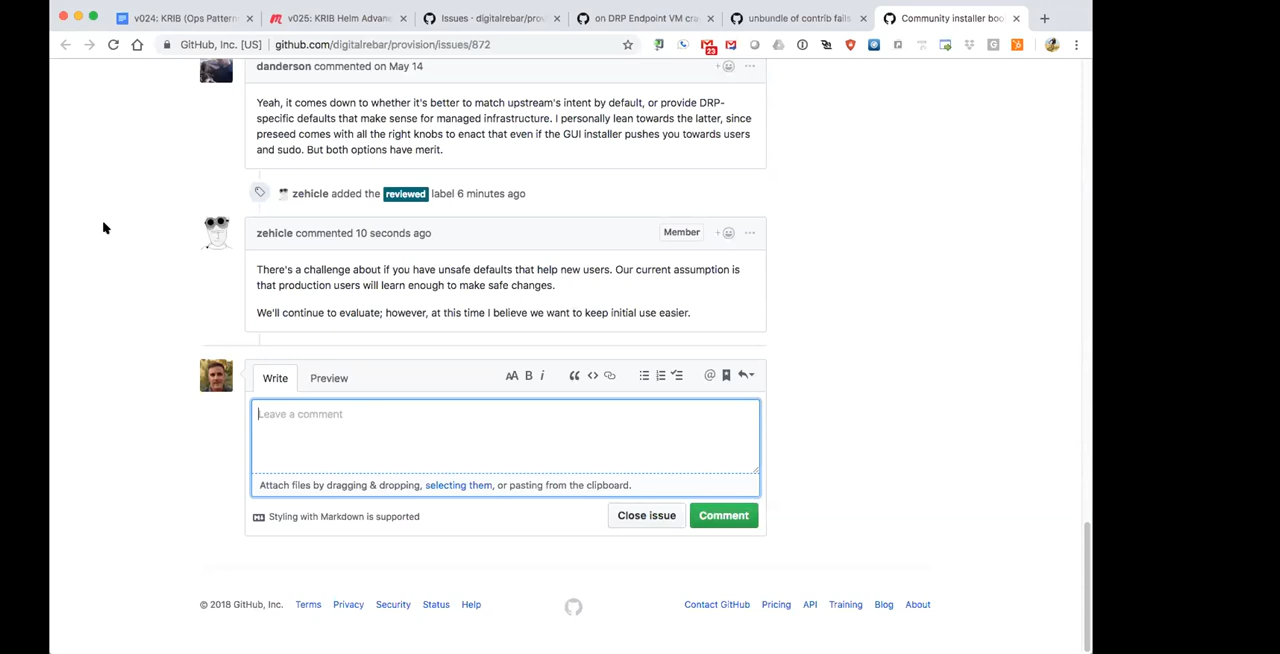 v024: KRIB (Ops Pattern
v025: KRIB Helm Advan
Issues · digitalrebar/prov
on DRP Endpoint VM cra
unbundle of contrib fails
Community installer boo
GitHub, Inc. [US] | github.com/digitalrebar/provision/issues/872
23
danderson commented on May 14
Yeah, it comes down to whether it's better to match upstream's intent by default, or provide DRP-
specific defaults that make sense for managed infrastructure. I personally lean towards the latter, since
preseed comes with all the right knobs to enact that even if the GUI installer pushes you towards users
and sudo. But both options have merit.
zehicle added the reviewed label 6 minutes ago
zehicle commented 10 seconds ago
Member
There's a challenge about if you have unsafe defaults that help new users. Our current assumption is
that production users will learn enough to make safe changes.
We'll continue to evaluate; however, at this time I believe we want to keep initial use easier.
Write
Preview
AA B i
Leave a comment
Attach files by dragging & dropping, selecting them, or pasting from the clipboard.
Styling with Markdown is supported
Close issue
Comment
© 2018 GitHub, Inc. Terms Privacy Security Status Help
Contact GitHub Pricing API Training Blog About